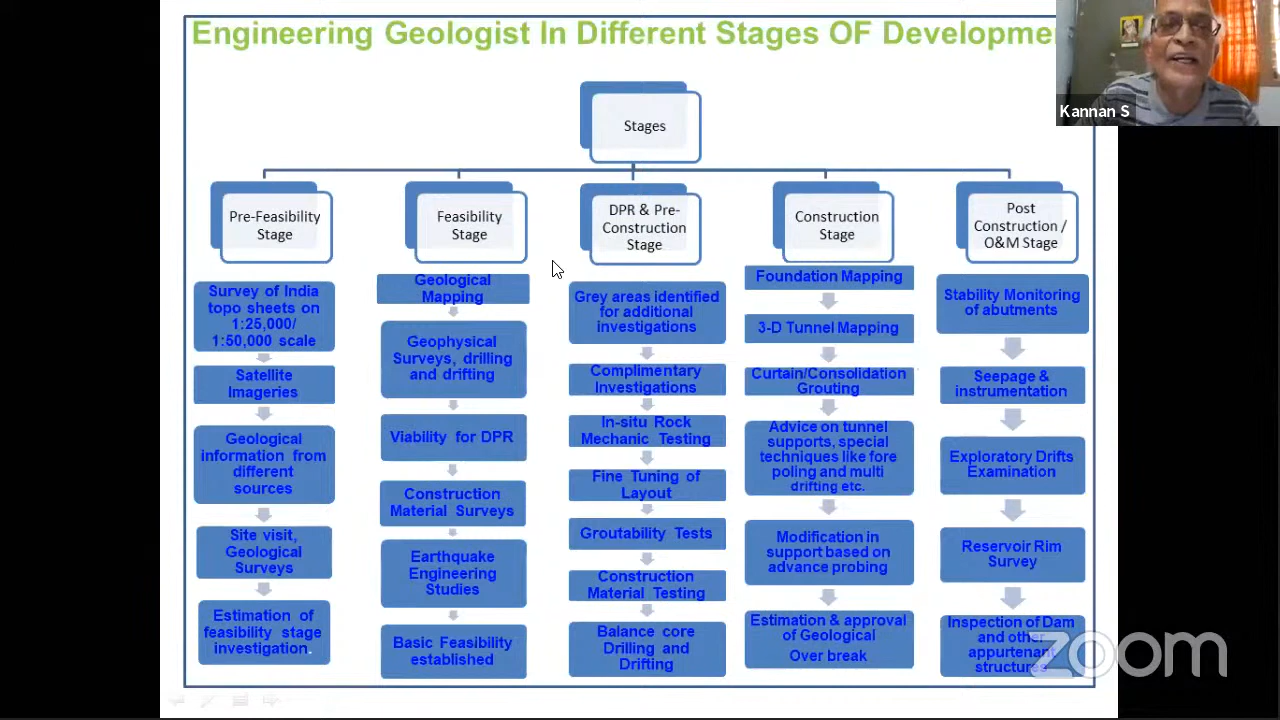 Engineering Geologist In Different Stages OF Developme
Kannan S
Stages
Pre-Feasibility
Stage
Feasibility
Stage
DPR & Pre-
Construction
Stage
Construction
Stage
Post
Construction /
O&M Stage
Survey of India
topo sheets on
1:25,000/
1:50,000 scale
Satellite
Imageries
Geological
information from
different
sources
Site visit,
Geological
Surveys
Estimation of
feasibility stage
investigation.
Geological
Mapping
Geophysical
Surveys, drilling
and drifting
Viability for DPR
Construction
Material Surveys
Earthquake
Engineering
Studies
Basic Feasibility
established
Grey areas identified
for additional
investigations
Complimentary
Investigations
In-situ Rock
Mechanic Testing
Fine Tuning of
Layout
Groutability Tests
Construction
Material Testing
Balance core
Drilling and
Drifting
Foundation Mapping
3-D Tunnel Mapping
Curtain/Consolidation
Grouting
Advice on tunnel
supports, special
techniques like fore
poling and multi
drifting etc.
Modification in
support based on
advance probing
Estimation & approval
of Geological
Over break
Stability Monitoring
of abutments
Seepage &
instrumentation
Exploratory Drifts
Examination
Reservoir Rim
Survey
Inspection of Dam
and other
appurtenant
structures
zoom